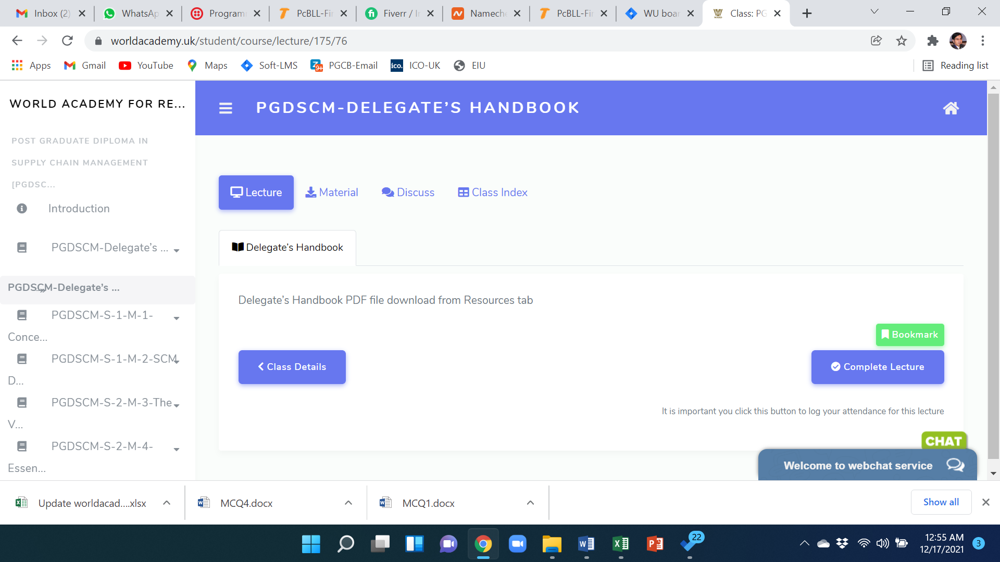 Inbox (2)
WhatsAp
Program
PcBLL-Fir
Fiverr / I
Nameche
PcBLL-Fir
WU boar
Class: PG
worldacademy.uk/student/course/lecture/175/76
Apps
Gmail
YouTube
Maps
Soft-LMS
9+
PGCB-Email
ico.
ICO-UK
EIU
Reading list
WORLD ACADEMY FOR RE...
PGDSCM-DELEGATE’S HANDBOOK
POST GRADUATE DIPLOMA IN
SUPPLY CHAIN MANAGEMENT
[PGDSC...
Introduction
PGDSCM-Delegate’s ...
PGDSCM-Delegate’s ...
PGDSCM-S-1-M-1-
Conce...
PGDSCM-S-1-M-2-SCM
D...
PGDSCM-S-2-M-3-The
V...
PGDSCM-S-2-M-4-
Essen...
Lecture
Material
Discuss
Class Index
Delegate’s Handbook
Delegate’s Handbook PDF file download from Resources tab
Bookmark
Class Details
Complete Lecture
It is important you click this button to log your attendance for this lecture
CHAT
Welcome to webchat service
Update worldacad....xlsx
MCQ4.docx
MCQ1.docx
Show all
22
12:55 AM
12/17/2021
3